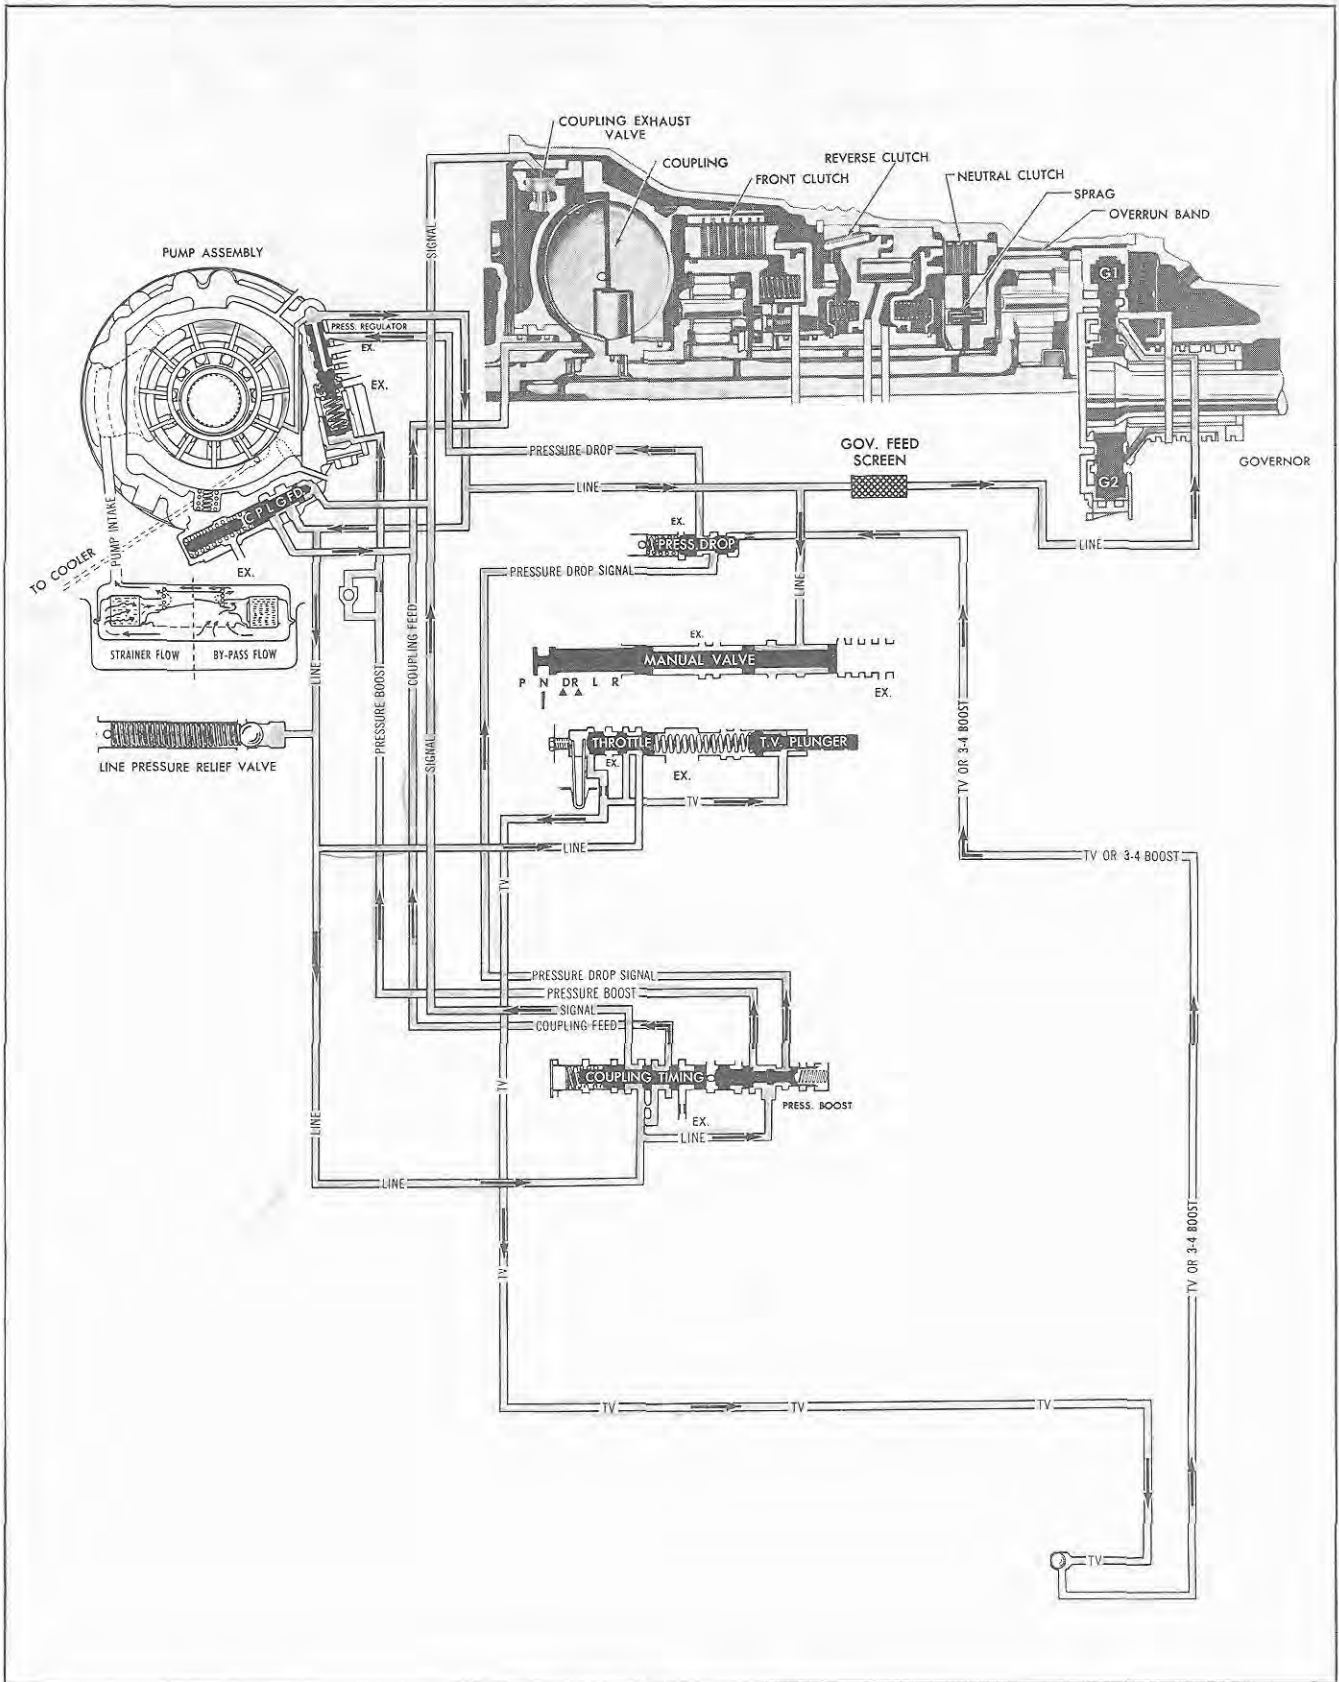 COUPLING EXHAUST
VALVE
COUPLING
REVERSE CLUTCH
FRONT CLUTCH
NEUTRAL CLUTCH
SPRAG
OVERRUN BAND
SIGNAL
PUMP ASSEMBLY
G1
PRESS. REGULATOR
EX.
EX.
PRESSURE DROP
GOV. FEED
SCREEN
GOVERNOR
G2
LINE
CPLG FD
PUMP INTAKE
TO COOLER
EX.
EX.
PRESS DROP
LINE
PRESSURE DROP SIGNAL
LINE
STRAINER FLOW
BY-PASS FLOW
LINE
PRESSURE BOOST
COUPLING FEED
SIGNAL
EX.
MANUAL VALVE
P N DR L R
EX.
TV OR 3-4 BOOST
LINE PRESSURE RELIEF VALVE
THROTTLE
T.V. PLUNGER
EX.
EX.
TV
LINE
TV
TV OR 3-4 BOOST
PRESSURE DROP SIGNAL
PRESSURE BOOST
SIGNAL
COUPLING FEED
COUPLING TIMING
TV
PRESS. BOOST
EX.
LINE
LINE
LINE
TV OR 3-4 BOOST
TV
TV
TV
TV
TV